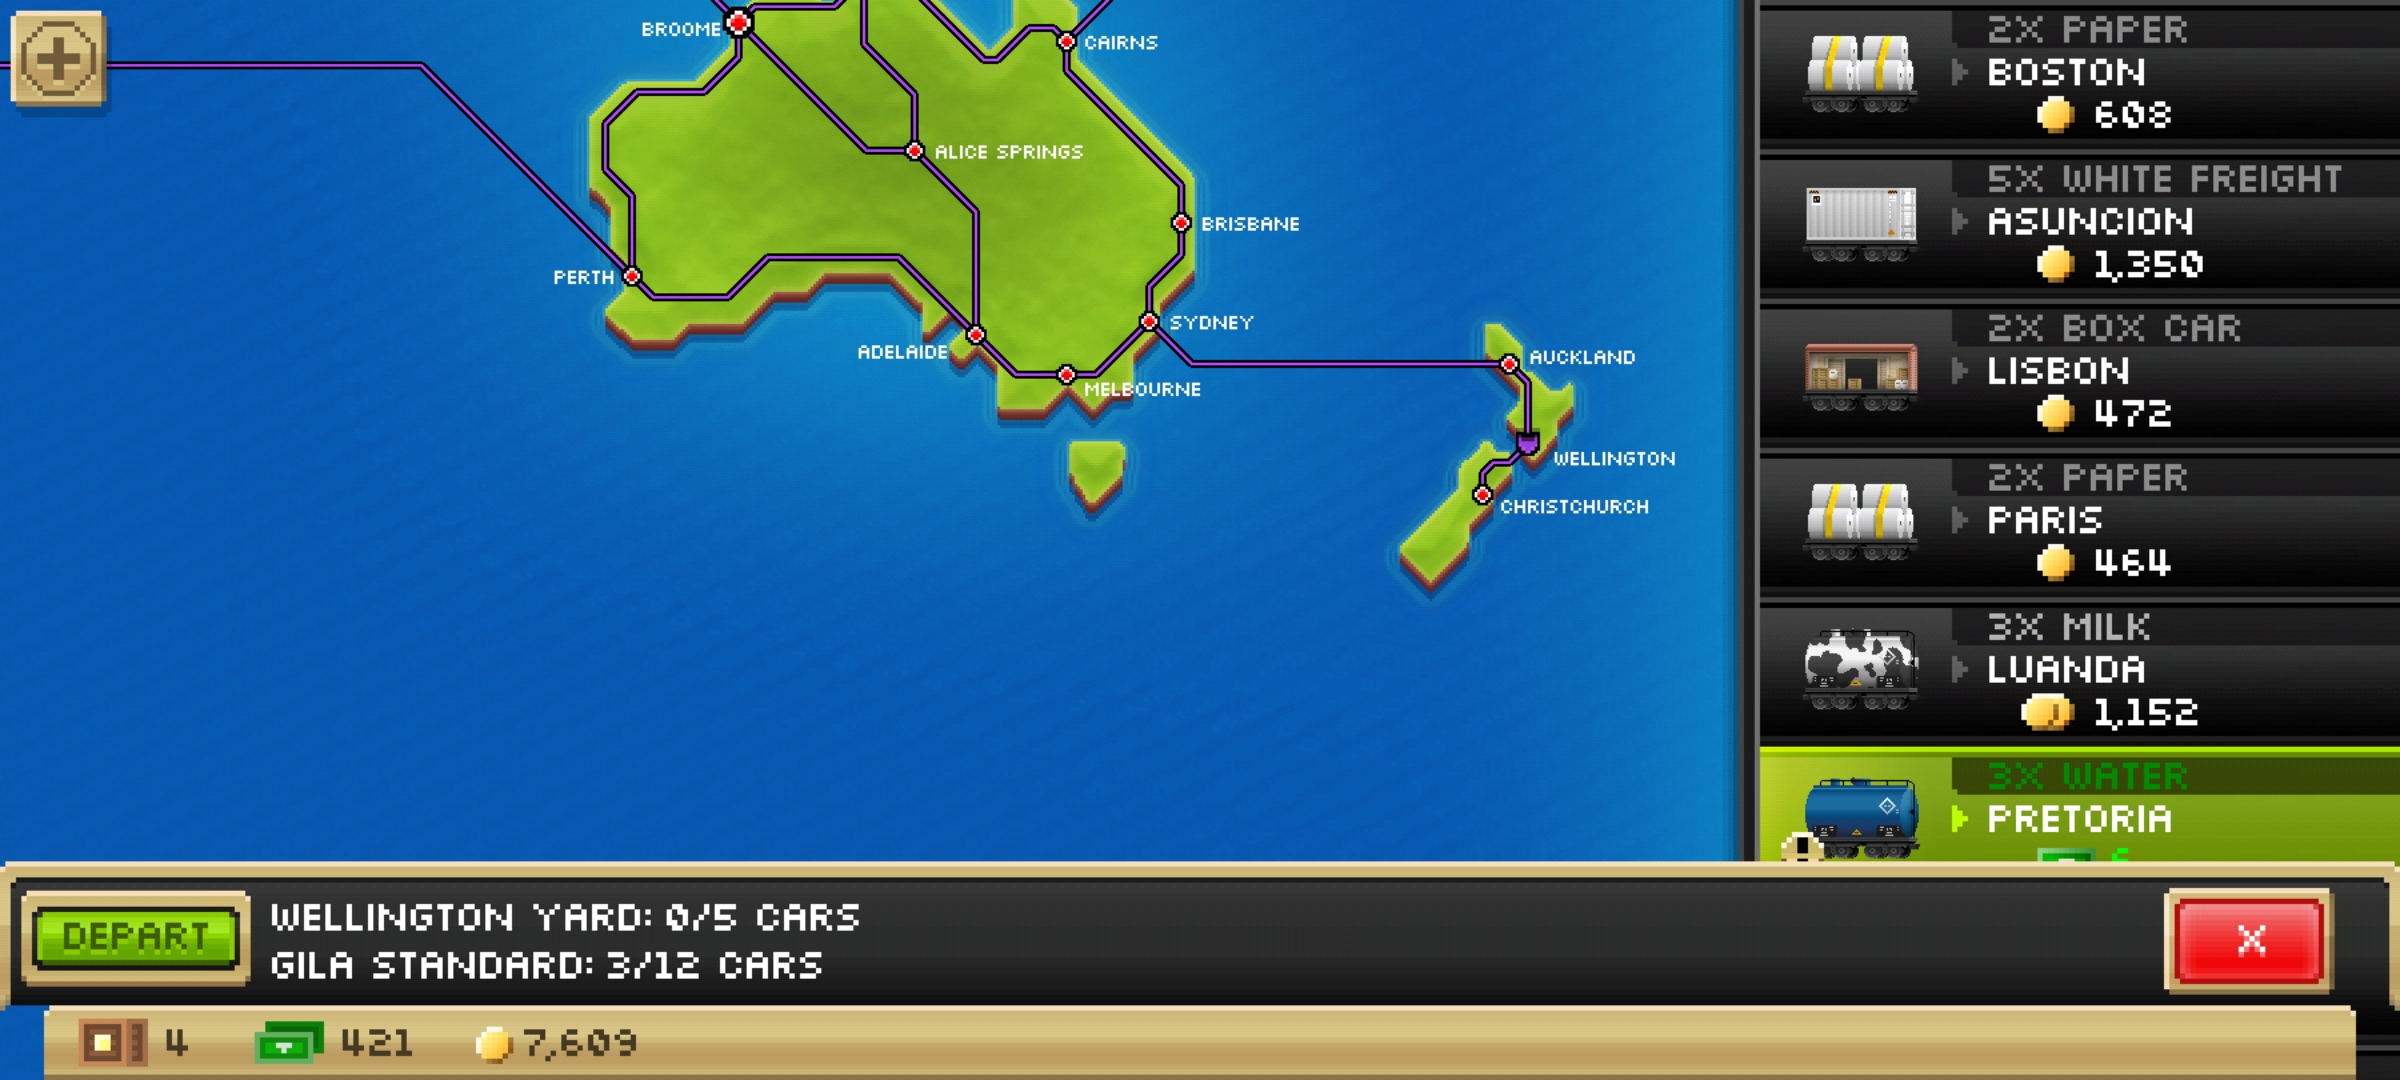 BROOME
CAIRNS
ALICE SPRINGS
BRISBANE
PERTH
SYDNEY
ADELAIDE
MELBOURNE
AUCKLAND
WELLINGTON
CHRISTCHURCH
2X PAPER
BOSTON
608
5X WHITE FREIGHT
ASUNCION
1,350
2X BOX CAR
LISBON
472
2X PAPER
PARIS
464
3X MILK
LUANDA
1,152
3X WATER
PRETORIA
DEPART
WELLINGTON YARD: 0/5 CARS
GILA STANDARD: 3/12 CARS
X
4
421
7,609